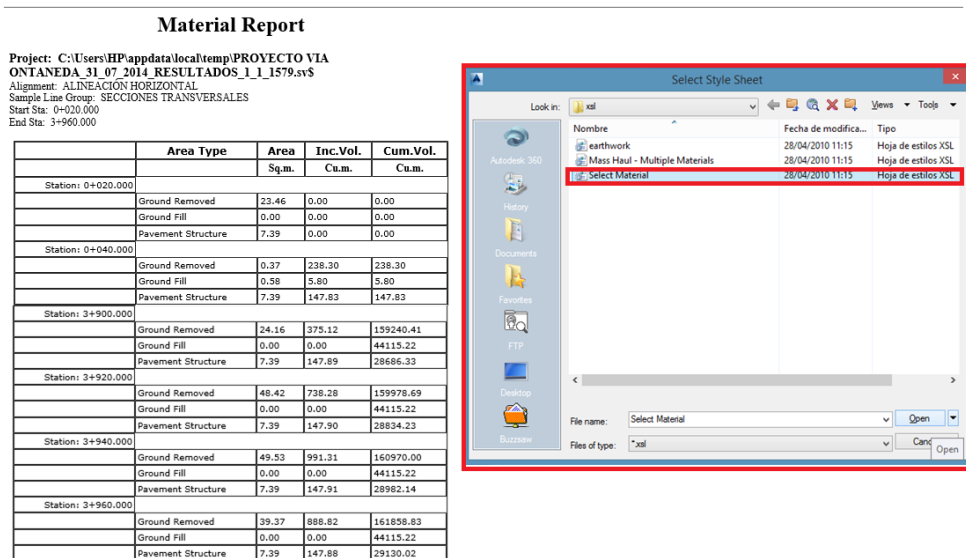 Material Report
Project: C:\Users\HP\appdata\local\temp\PROYECTO VIA
ONTANEDA_31_07_2014_RESULTADOS_1_1_1579.sv$
Alignment: ALINEACIÓN HORIZONTAL
Sample Line Group: SECCIONES TRANSVERSALES
Start Sta: 0+020.000
End Sta: 3+960.000
Area Type Area Inc.Vol. Cum.Vol.
Sq.m. Cu.m. Cu.m.
Station: 0+020.000
Ground Removed 23.46 0.00 0.00
Ground Fill 0.00 0.00 0.00
Pavement Structure 7.39 0.00 0.00
Station: 0+040.000
Ground Removed 0.37 238.30 238.30
Ground Fill 0.58 5.80 5.80
Pavement Structure 7.39 147.83 147.83
Station: 3+900.000
Ground Removed 24.16 375.12 159240.41
Ground Fill 0.00 0.00 44115.22
Pavement Structure 7.39 147.89 28686.33
Station: 3+920.000
Ground Removed 48.42 738.28 159978.69
Ground Fill 0.00 0.00 44115.22
Pavement Structure 7.39 147.90 28834.23
Station: 3+940.000
Ground Removed 49.53 991.31 160970.00
Ground Fill 0.00 0.00 44115.22
Pavement Structure 7.39 147.91 28982.14
Station: 3+960.000
Ground Removed 39.37 888.82 161858.83
Ground Fill 0.00 0.00 44115.22
Pavement Structure 7.39 147.88 29130.02
Select Style Sheet
Look in: xsl Views Tools
Nombre Fecha de modifica... Tipo
earthwork 28/04/2010 11:15 Hoja de estilos XSL
Mass Haul - Multiple Materials 28/04/2010 11:15 Hoja de estilos XSL
Select Material 28/04/2010 11:15 Hoja de estilos XSL
Autodesk 360
History
Documents
Favorites
FTP
Desktop
Buzzsaw
File name: Select Material Open
Files of type: *.xsl
Open